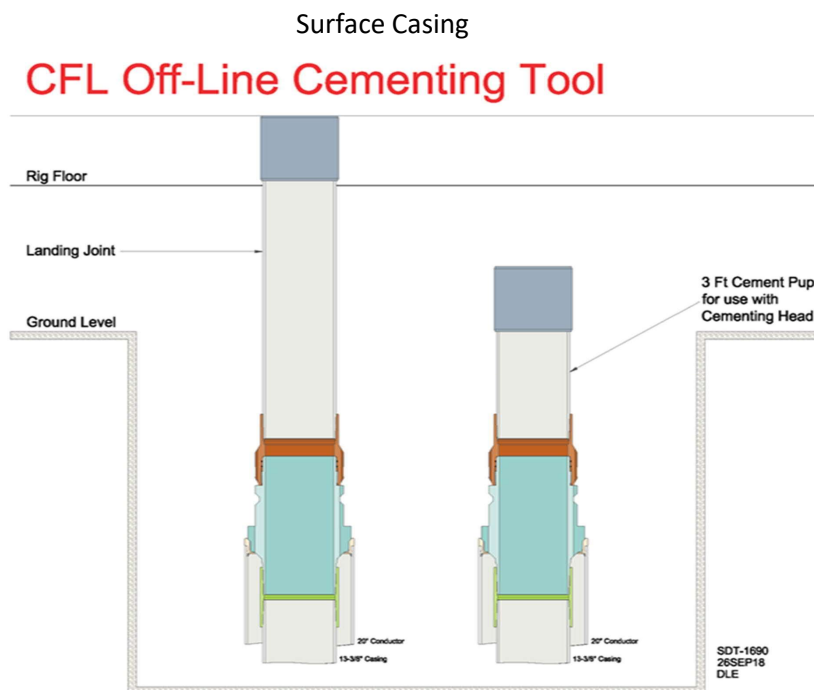 Surface Casing
CFL Off-Line Cementing Tool
Rig Floor
Landing Joint
Ground Level
3 Ft Cement Pup
for use with
Cementing Head
20" Conductor
13-3/8" Casing
20" Conductor
13-3/8" Casing
SDT-1690
26SEP18
DLE